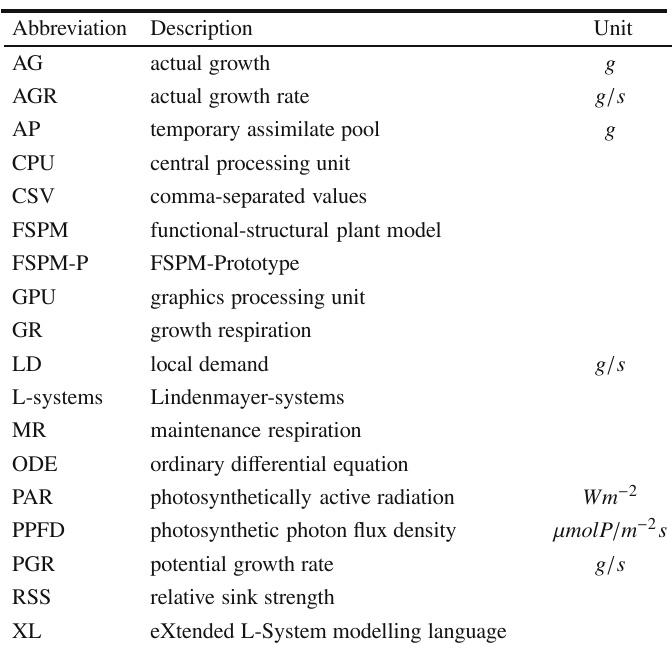 Abbreviation Description Unit
AG actual growth g
AGR actual growth rate g/s
AP temporary assimilate pool g
CPU central processing unit
CSV comma-separated values
FSPM functional-structural plant model
FSPM-P FSPM-Prototype
GPU graphics processing unit
GR growth respiration
LD local demand g/s
L-systems Lindenmayer-systems
MR maintenance respiration
ODE ordinary differential equation
PAR photosynthetically active radiation Wm⁻²
PPFD photosynthetic photon flux density μmolP/m⁻²s
PGR potential growth rate g/s
RSS relative sink strength
XL eXtended L-System modelling language